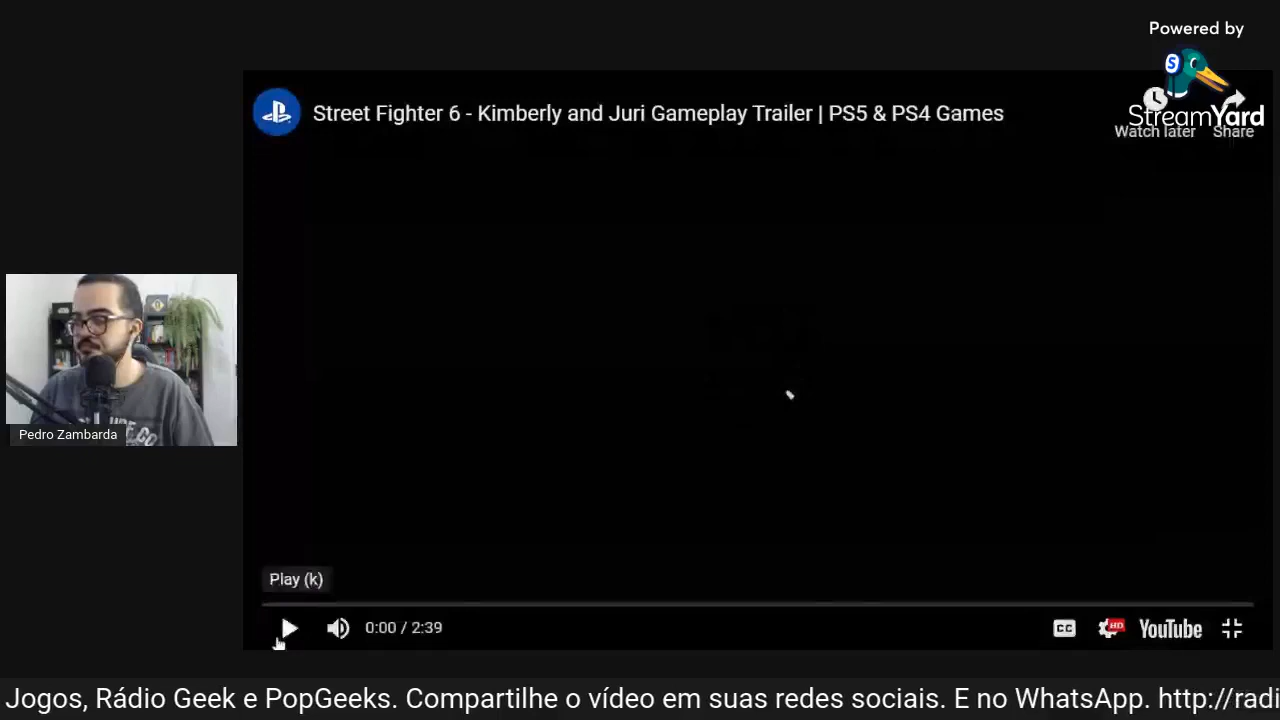 Powered by
StreamYard
Street Fighter 6 - Kimberly and Juri Gameplay Trailer | PS5 & PS4 Games
Watch later Share
Pedro Zambarda
Play (k)
0:00 / 2:39
CC HD YouTube
Jogos, Rádio Geek e PopGeeks. Compartilhe o vídeo em suas redes sociais. E no WhatsApp. http://radi